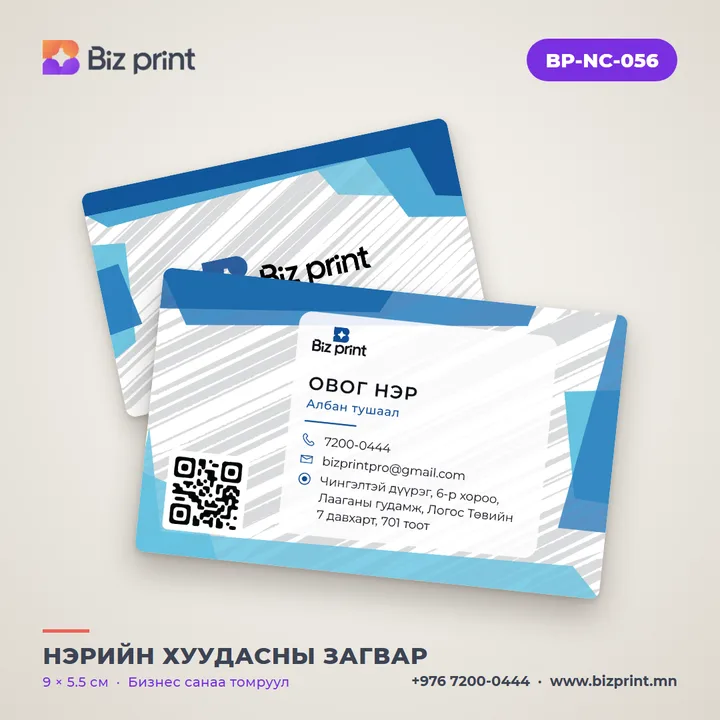 Biz print
BP-NC-056
Biz print
Biz print
ОВОГ НЭР
Албан тушаал
7200-0444
bizprintpro@gmail.com
Чингэлтэй дүүрэг, 6-р хороо,
Лааганы гудамж, Логос Төвийн
7 давхарт, 701 тоот
НЭРИЙН ХУУДАСНЫ ЗАГВАР
9 × 5.5 см · Бизнес санаа томруул
+976 7200-0444 · www.bizprint.mn